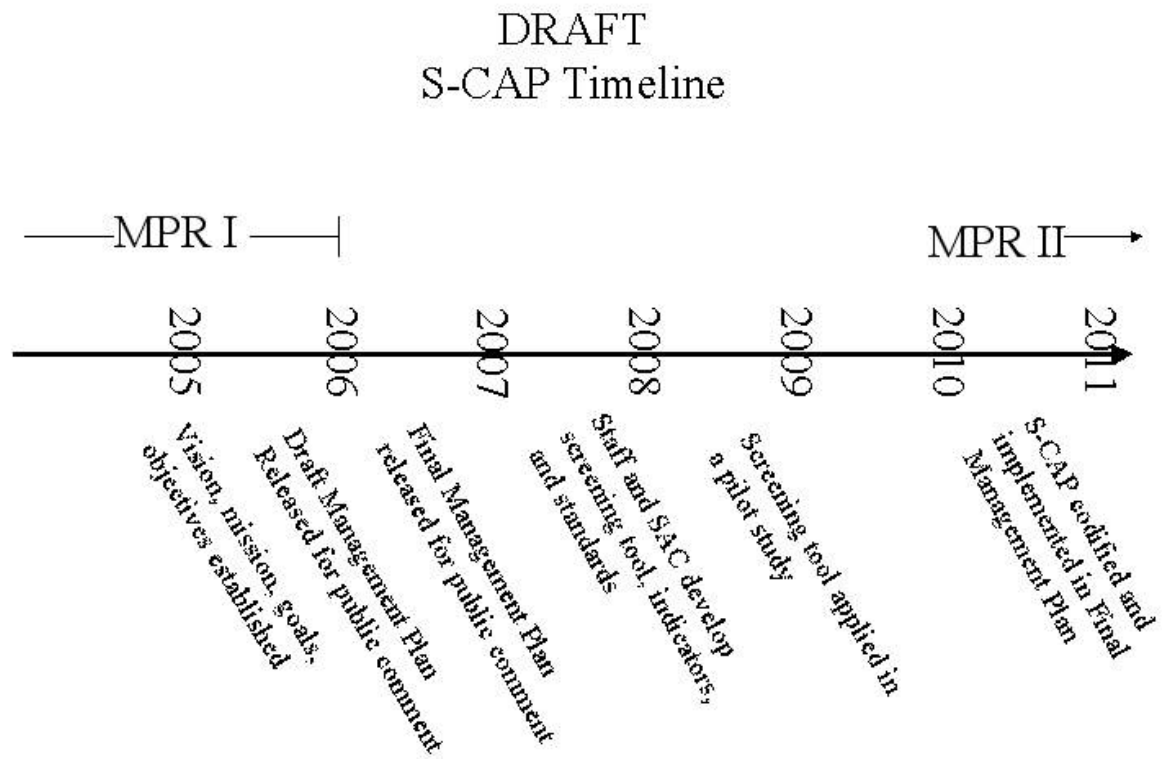 DRAFT
S-CAP Timeline
MPR I
MPR II
2005
2006
2007
2008
2009
2010
2011
Vision, mission, goals,
objectives established
Draft Management Plan
Released for public comment
Final Management Plan
released for public comment
Staff and SAC develop
screening tool, indicators,
and standards
Screening tool applied in
a pilot study
S-CAP codified and
implemented in Final
Management Plan